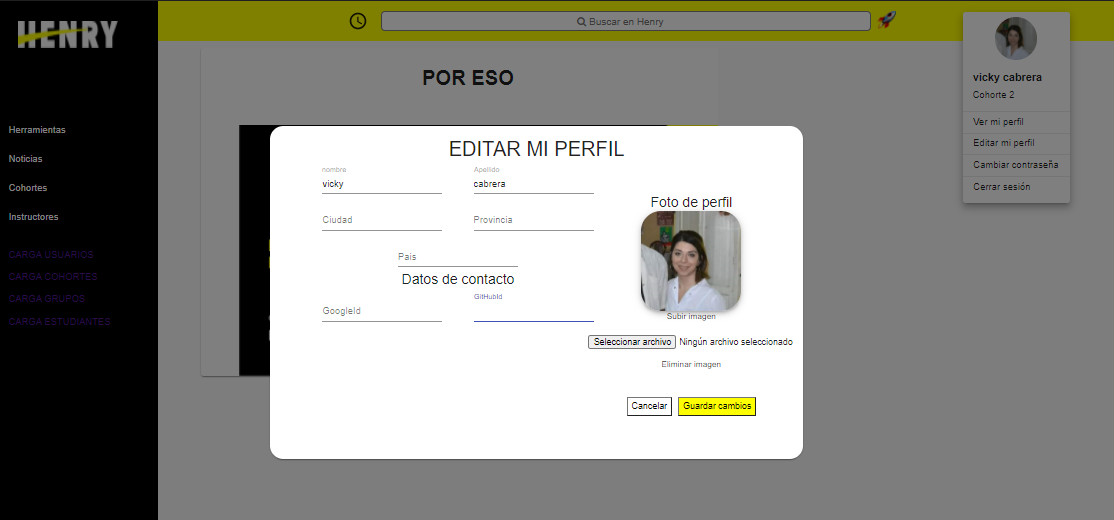 HENRY
Buscar en Henry
vicky cabrera
Cohorte 2
Ver mi perfil
Editar mi perfil
Cambiar contraseña
Cerrar sesión
Herramientas
Noticias
Cohortes
Instructores
CARGA USUARIOS
CARGA COHORTES
CARGA GRUPOS
CARGA ESTUDIANTES
POR ESO
EDITAR MI PERFIL
nombre
Apellido
vicky
cabrera
Ciudad
Provincia
Pais
Datos de contacto
GoogleId
GitHubId
Foto de perfil
Subir imagen
Seleccionar archivo Ningún archivo seleccionado
Eliminar imagen
Cancelar
Guardar cambios